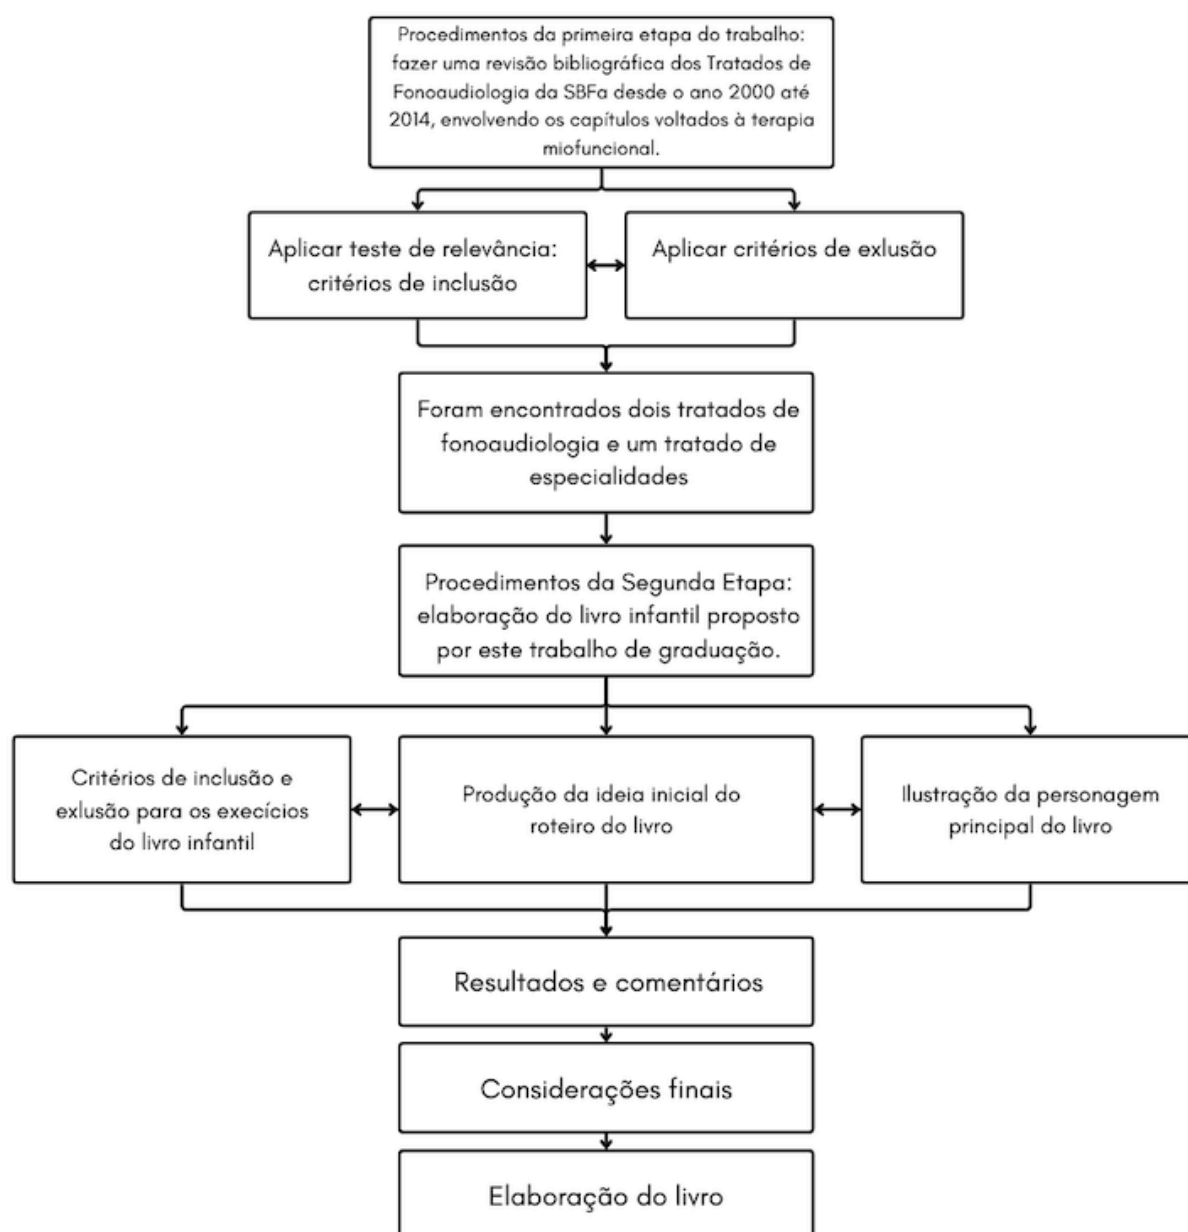 Procedimentos da primeira etapa do trabalho:
fazer uma revisão bibliográfica dos Tratados de
Fonoaudiologia da SBFa desde o ano 2000 até
2014, envolvendo os capítulos voltados à terapia
miofuncional.
Aplicar teste de relevância:
critérios de inclusão
Aplicar critérios de exlusão
Foram encontrados dois tratados de
fonoaudiologia e um tratado de
especialidades
Procedimentos da Segunda Etapa:
elaboração do livro infantil proposto
por este trabalho de graduação.
Critérios de inclusão e
exlusão para os execícios
do livro infantil
Produção da ideia inicial do
roteiro do livro
Ilustração da personagem
principal do livro
Resultados e comentários
Considerações finais
Elaboração do livro